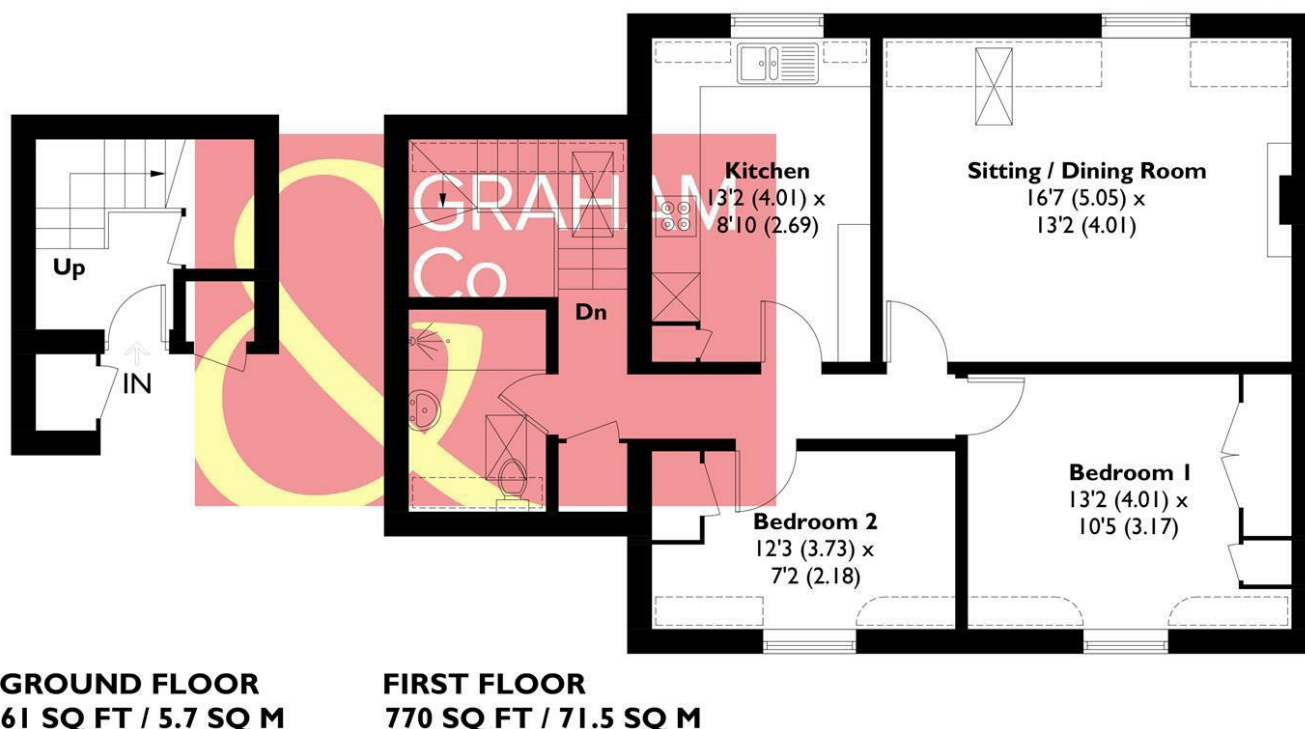 GRAHAM
&
Co
Up
IN
Dn
Kitchen
13'2 (4.01) x
8'10 (2.69)
Sitting / Dining Room
16'7 (5.05) x
13'2 (4.01)
Bedroom 1
13'2 (4.01) x
10'5 (3.17)
Bedroom 2
12'3 (3.73) x
7'2 (2.18)
GROUND FLOOR
61 SQ FT / 5.7 SQ M
FIRST FLOOR
770 SQ FT / 71.5 SQ M